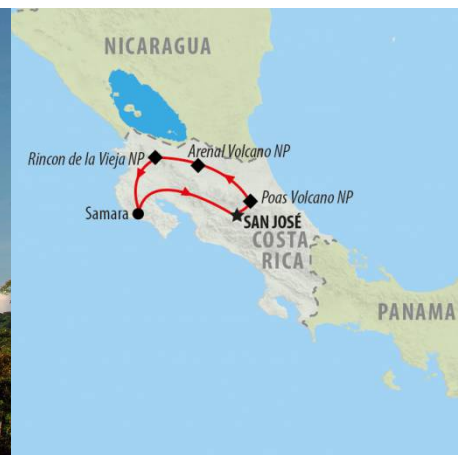 NICARAGUA
Arenal Volcano NP
Rincon de la Vieja NP
Poas Volcano NP
Samara
SAN JOSÉ
COSTA
RICA
PANAMA